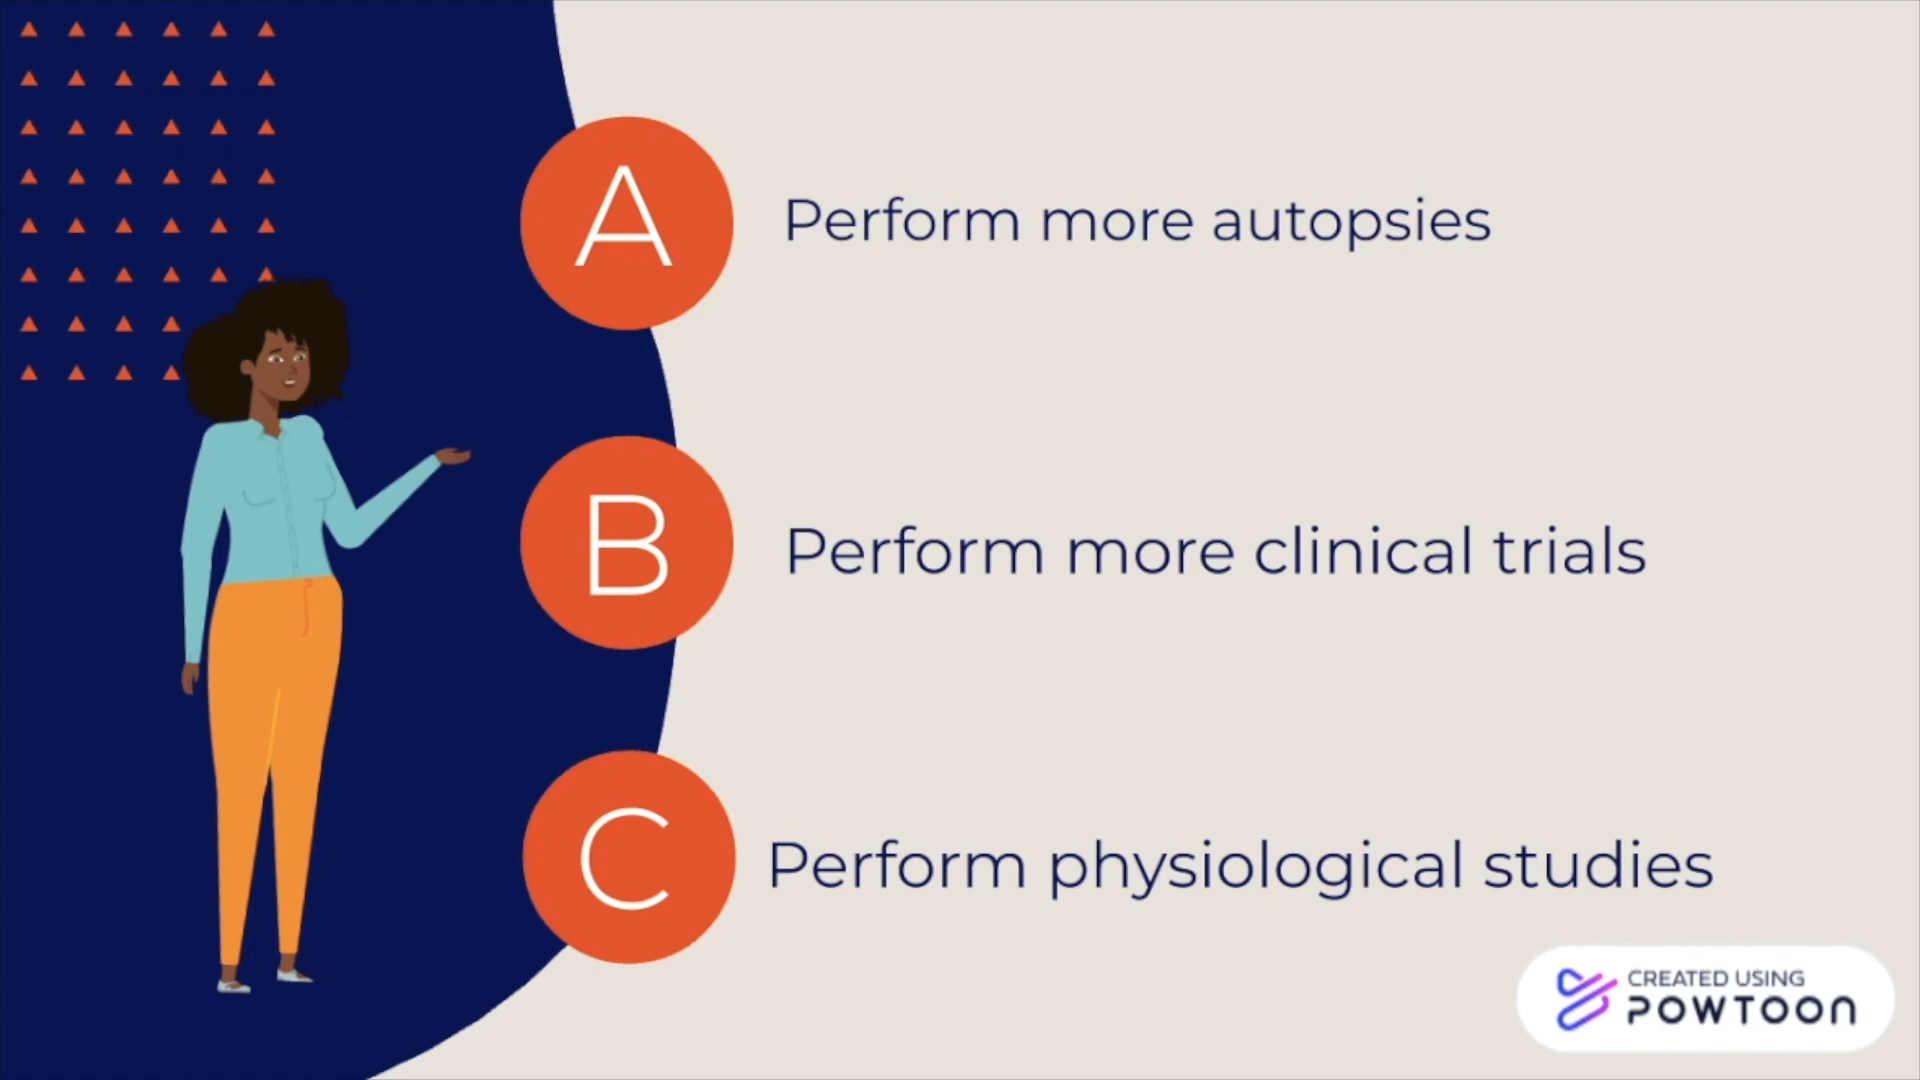 A
Perform more autopsies
B
Perform more clinical trials
C
Perform physiological studies
CREATED USING
POWTOON